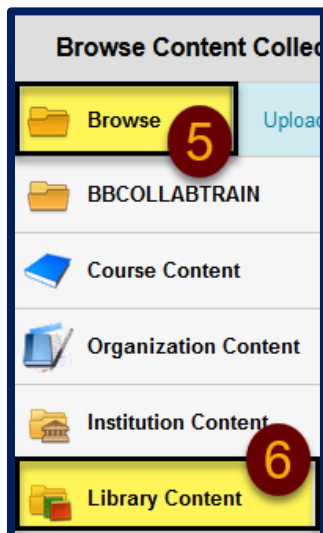 Browse Content Collec
Browse
5
Upload
BBCOLLABTRAIN
Course Content
Organization Content
Institution Content
6
Library Content